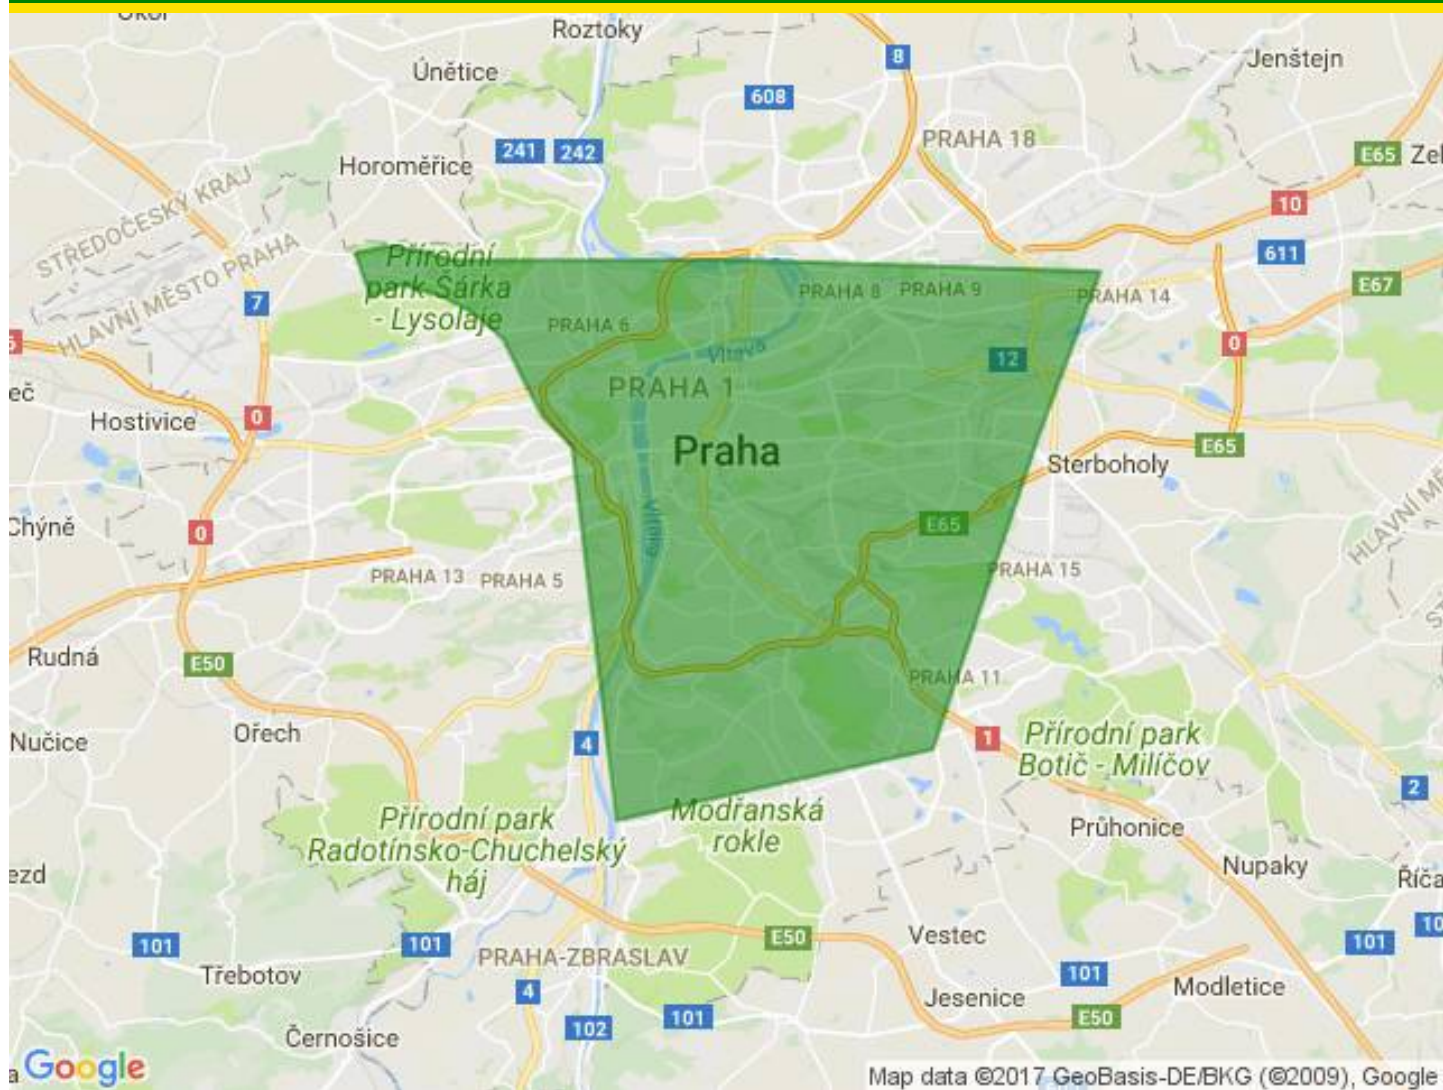 Roztoky
Únětice
8
Jenštejn
608
PRAHA 18
241
242
E65
Horoměřice
STŘEDOČESKÝ KRAJ
10
HLAVNÍ MĚSTO PRAHA
Přírodní
park Šárka
- Lysolaje
611
E67
PRAHA 8
PRAHA 9
PRAHA 14
7
PRAHA 6
0
Vltava
12
PRAHA 1
Hostivice
0
Praha
E65
Sterboholy
Chýně
0
Vltava
E65
PRAHA 13
PRAHA 5
PRAHA 15
Rudná
E50
PRAHA 11
Nučice
Ořech
4
1
Přírodní park
Botič - Milíčov
2
Přírodní park
Radotínsko-Chuchelský
háj
Modřanská
rokle
Průhonice
Nupaky
101
101
E50
Vestec
101
Třebotov
PRAHA-ZBRASLAV
4
101
Jesenice
Modletice
102
101
E50
Černošice
Google
Map data ©2017 GeoBasis-DE/BKG (©2009), Google